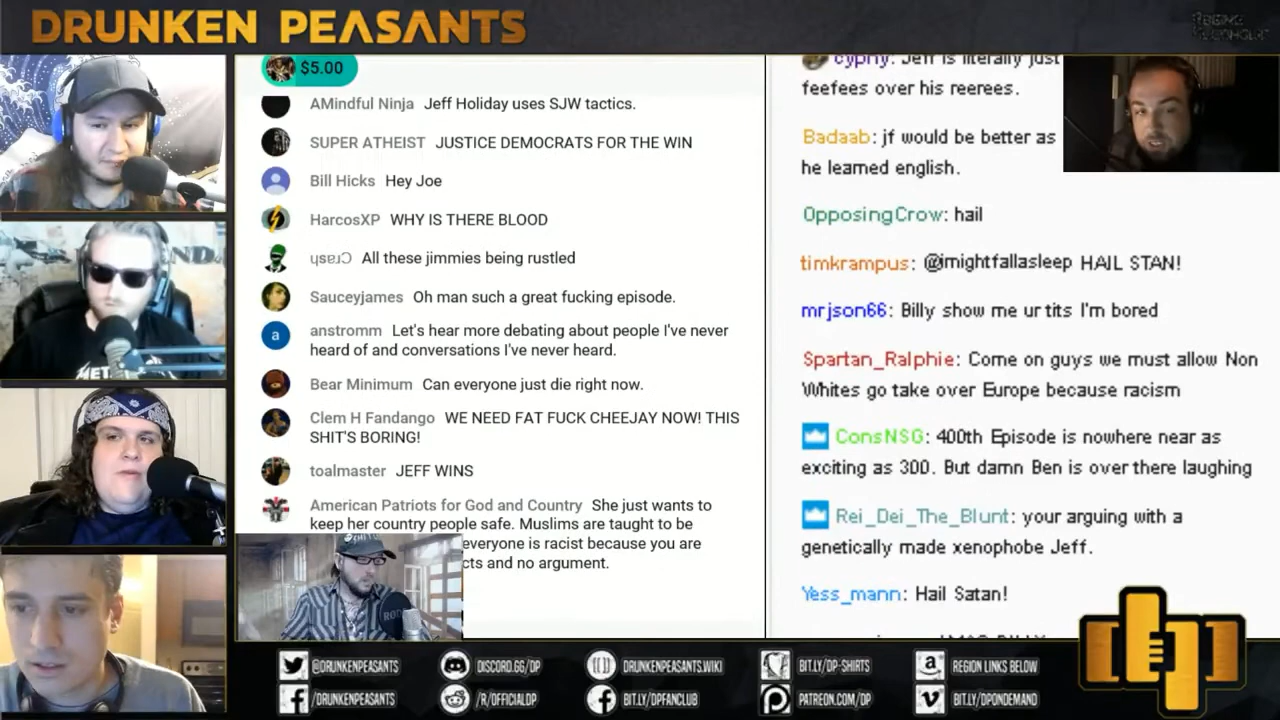 DRUNKEN PEASANTS
$5.00
AMindful Ninja Jeff Holiday uses SJW tactics.
SUPER ATHEIST JUSTICE DEMOCRATS FOR THE WIN
Bill Hicks Hey Joe
HarcosXP WHY IS THERE BLOOD
All these jimmies being rustled
Sauceyjames Oh man such a great fucking episode.
a
anstromm Let's hear more debating about people I've never
heard of and conversations I've never heard.
Bear Minimum Can everyone just die right now.
Clem H Fandango WE NEED FAT FUCK CHEEJAY NOW! THIS
SHIT'S BORING!
toalmaster JEFF WINS
American Patriots for God and Country She just wants to
keep her country people safe. Muslims are taught to be
everyone is racist because you are
cts and no argument.
cyphy: Jeff is literally just
feefees over his reerees.
Badaab: jf would be better as
he learned english.
OpposingCrow: hail
timkrampus: @imightfallasleep HAIL STAN!
mrjson66: Billy show me ur tits I'm bored
Spartan_Ralphie: Come on guys we must allow Non
Whites go take over Europe because racism
ConsNSG: 400th Episode is nowhere near as
exciting as 300. But damn Ben is over there laughing
Rei_Dei_The_Blunt: your arguing with a
genetically made xenophobe Jeff.
Yess_mann: Hail Satan!
@DRUNKENPEASANTS
DISCORD.GG/DP
DRUNKENPEASANTS.WIKI
BIT.LY/DP-SHIRTS
REGION LINKS BELOW
/DRUNKENPEASANTS
/R/OFFICIALDP
BIT.LY/DPFANCLUB
PATREON.COM/DP
BIT.LY/DPONDEMAND